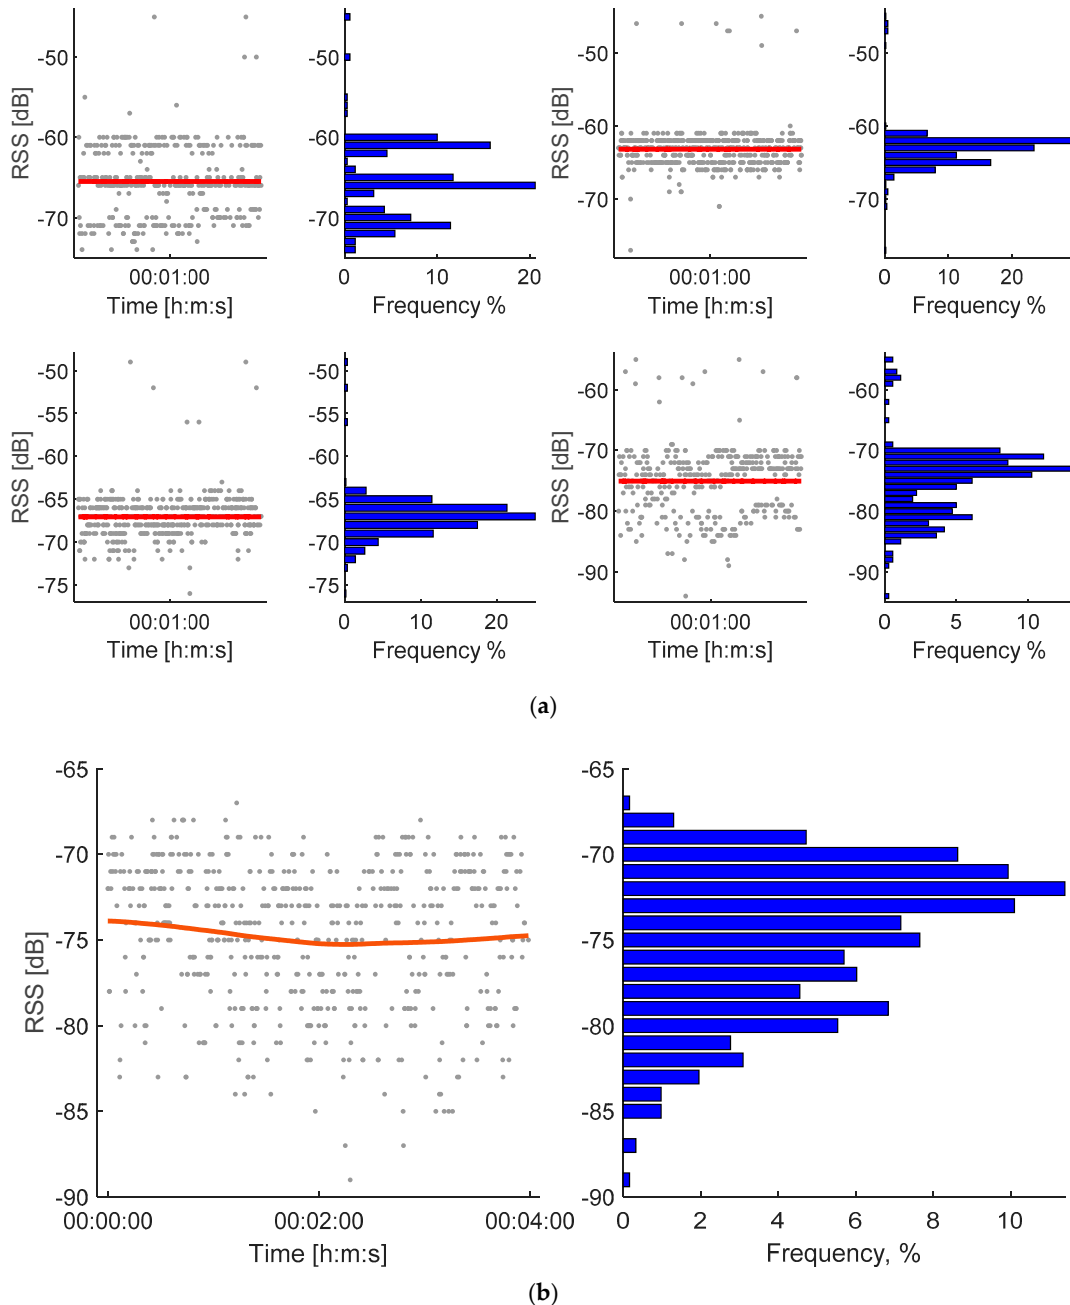 RSS [dB]
-50
-60
-70
00:01:00
Time [h:m:s]
-50
-60
-70
0 10 20
Frequency %
RSS [dB]
-50
-60
-70
00:01:00
Time [h:m:s]
-50
-60
-70
0 10 20
Frequency %
RSS [dB]
-50
-55
-60
-65
-70
-75
00:01:00
Time [h:m:s]
-50
-55
-60
-65
-70
-75
0 10 20
Frequency %
RSS [dB]
-60
-70
-80
-90
00:01:00
Time [h:m:s]
-60
-70
-80
-90
0 5 10
Frequency %
(a)
RSS [dB]
-65
-70
-75
-80
-85
-90
00:00:00 00:02:00 00:04:00
Time [h:m:s]
-65
-70
-75
-80
-85
-90
0 2 4 6 8 10
Frequency, %
(b)